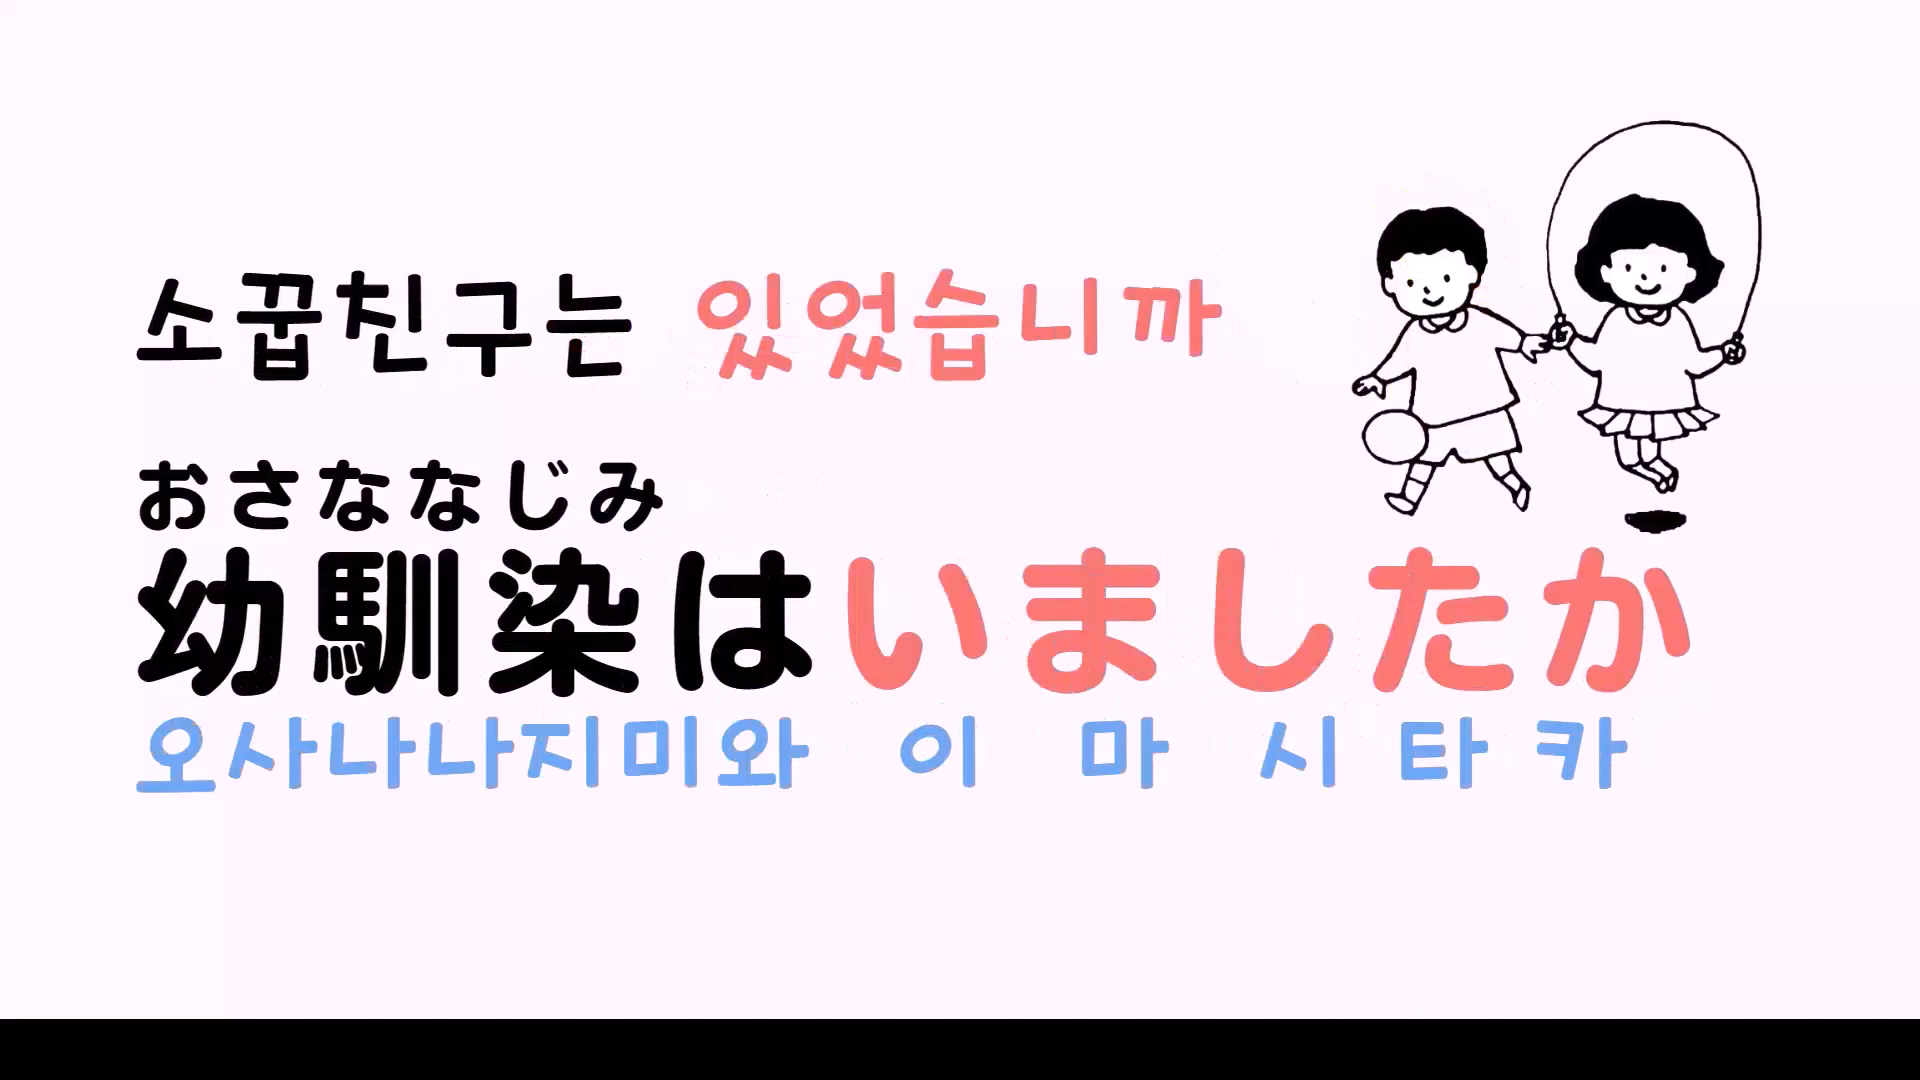 소꿉친구는 있었습니까
おさななじみ
幼馴染はいましたか
오사나나지미와 이 마 시 타 카